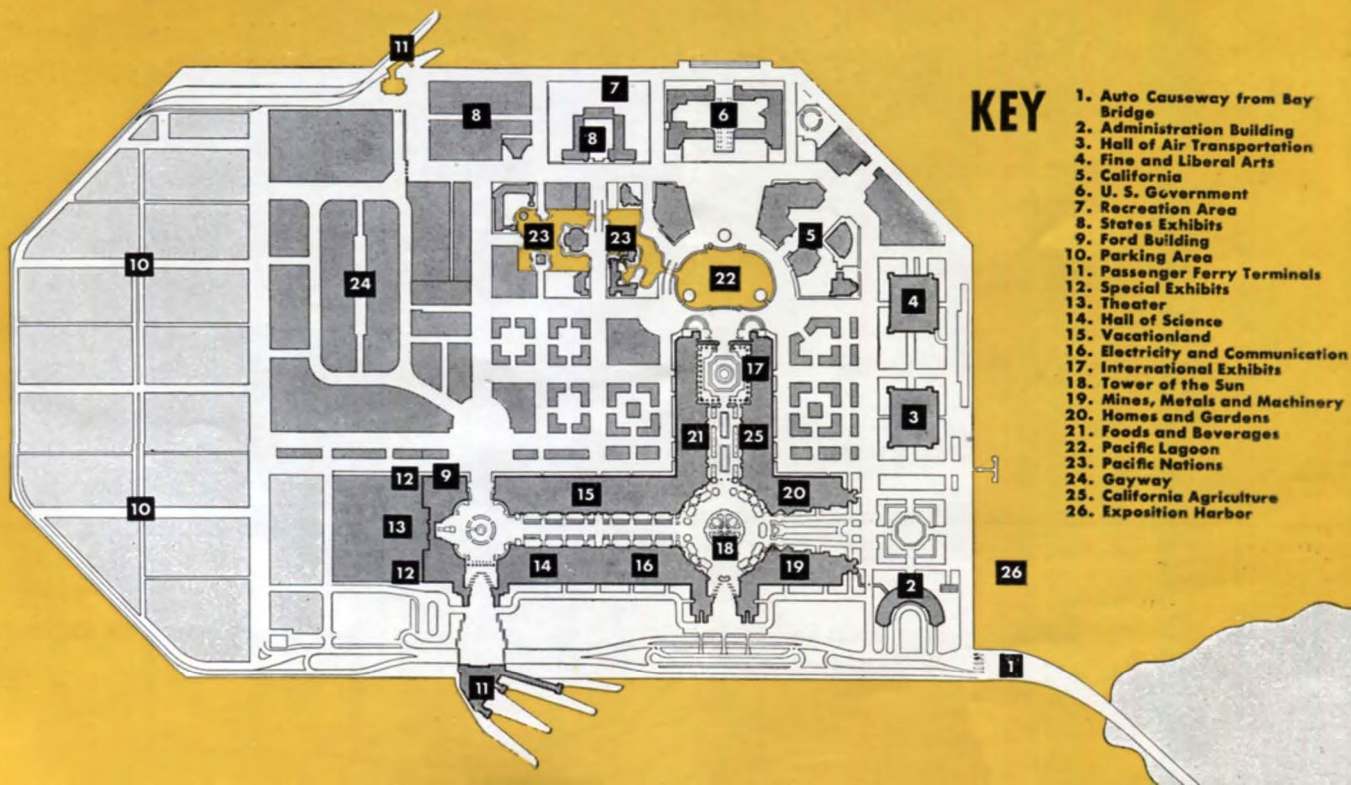 11
7
8
8
6
KEY
1. Auto Causeway from Bay
Bridge
2. Administration Building
3. Hall of Air Transportation
4. Fine and Liberal Arts
5. California
6. U. S. Government
7. Recreation Area
8. States Exhibits
9. Ford Building
10. Parking Area
11. Passenger Ferry Terminals
12. Special Exhibits
13. Theater
14. Hall of Science
15. Vacationland
16. Electricity and Communication
17. International Exhibits
18. Tower of the Sun
19. Mines, Metals and Machinery
20. Homes and Gardens
21. Foods and Beverages
22. Pacific Lagoon
23. Pacific Nations
24. Gayway
25. California Agriculture
26. Exposition Harbor
23
23
5
10
24
22
4
17
3
21
25
12
9
15
20
10
13
18
12
14
16
19
2
26
11
1